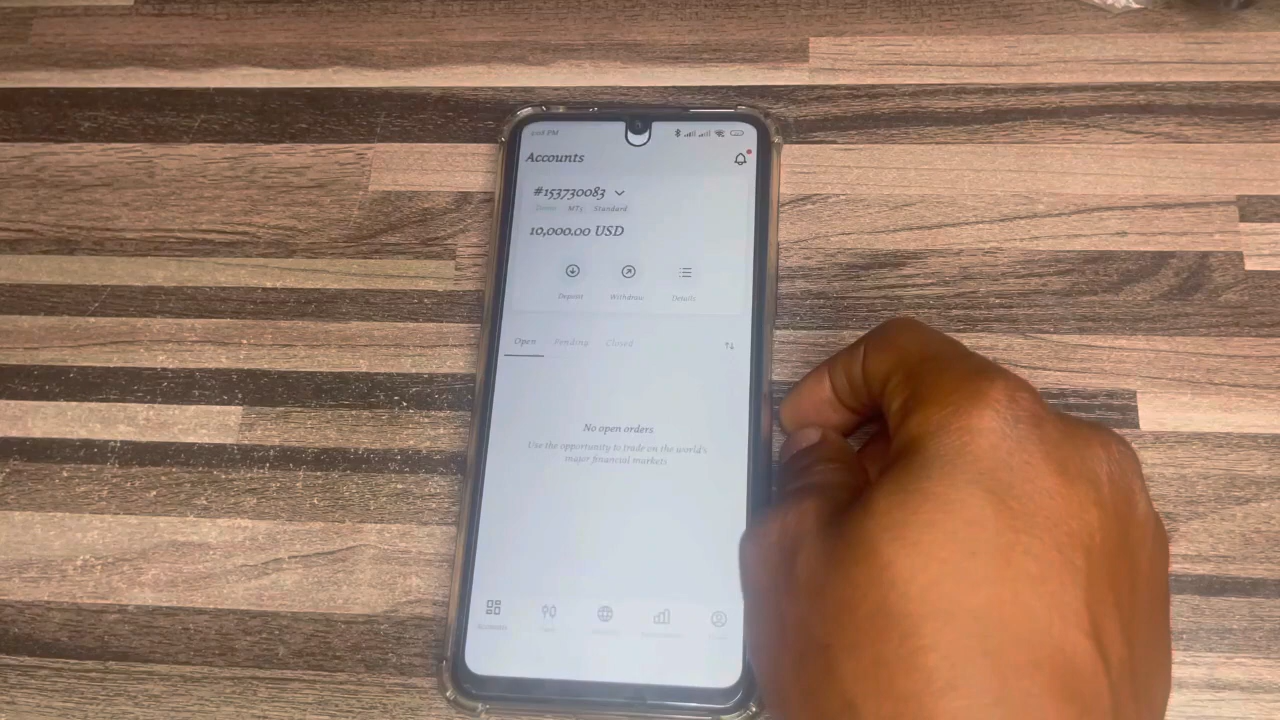 Accounts
#153730083
MT5 Standard
10,000.00 USD
Deposit Withdraw Details
Open Pending Closed
No open orders
Use the opportunity to trade on the world's
major financial markets
Accounts